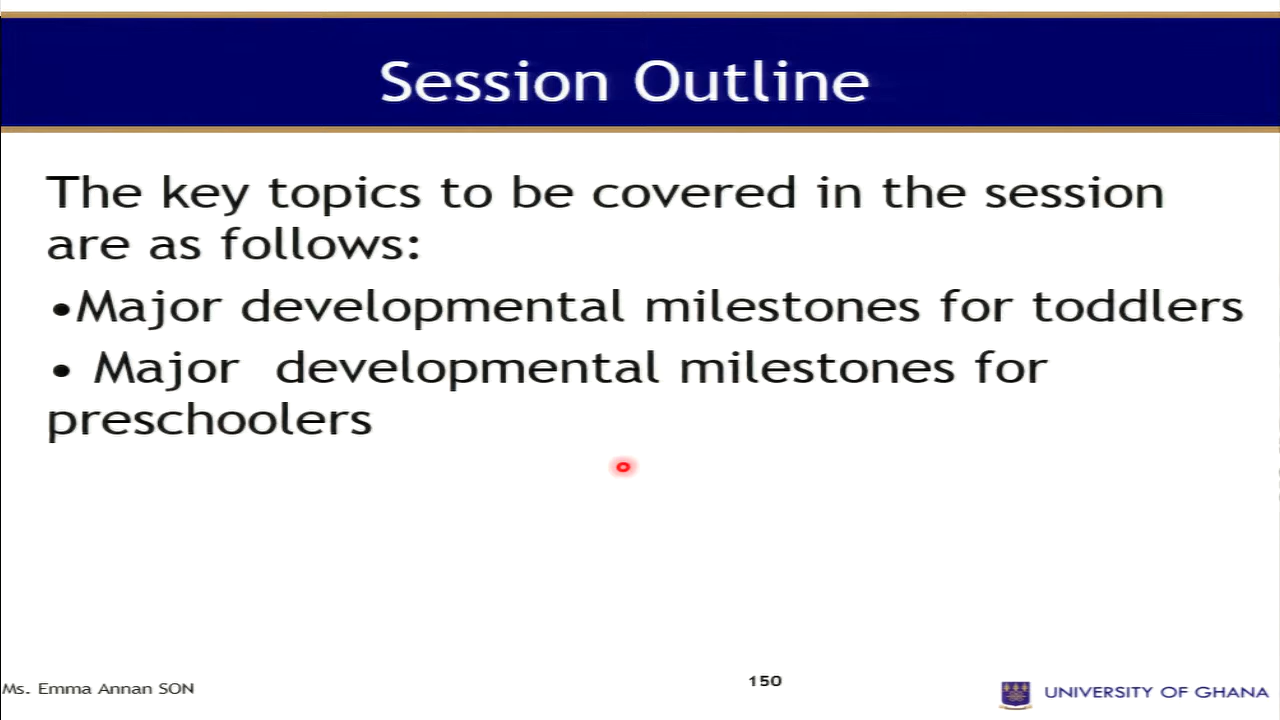 Session Outline
The key topics to be covered in the session
are as follows:
•Major developmental milestones for toddlers
• Major  developmental milestones for
preschoolers
Ms. Emma Annan SON
150
UNIVERSITY OF GHANA